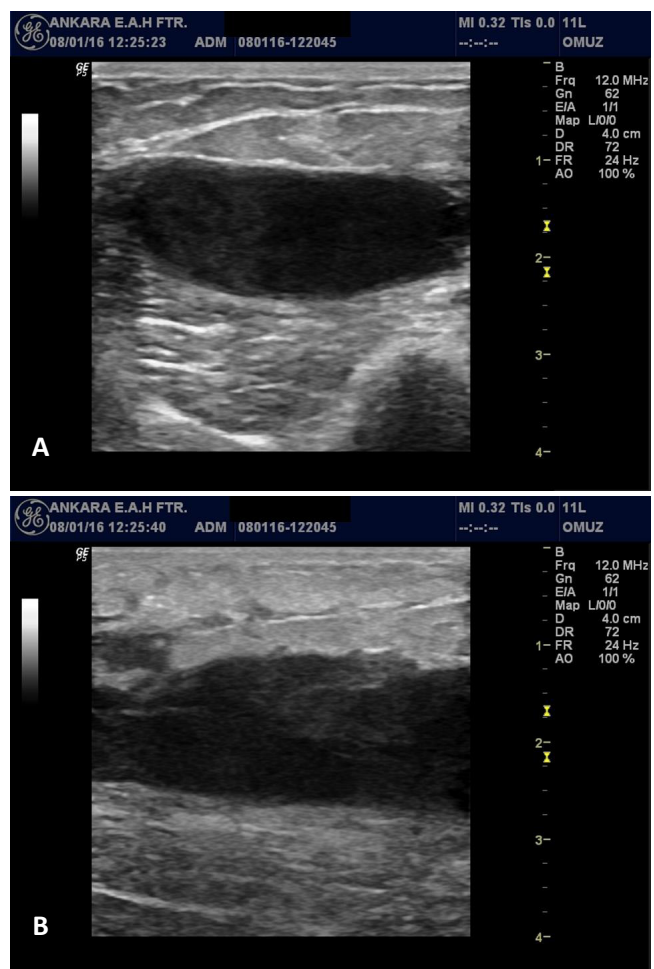 ANKARA E.A.H FTR. MI 0.32 TIs 0.0 11L
08/01/16 12:25:23 ADM 080116-122045 --:--:-- OMUZ
GE
B
Frq 12.0 MHz
Gn 62
E/A 1/1
Map L/0/0
D 4.0 cm
DR 72
FR 24 Hz
AO 100 %
1
2
3
4
A
ANKARA E.A.H FTR. MI 0.32 TIs 0.0 11L
08/01/16 12:25:40 ADM 080116-122045 --:--:-- OMUZ
GE
B
Frq 12.0 MHz
Gn 62
E/A 1/1
Map L/0/0
D 4.0 cm
DR 72
FR 24 Hz
AO 100 %
1
2
3
4
B